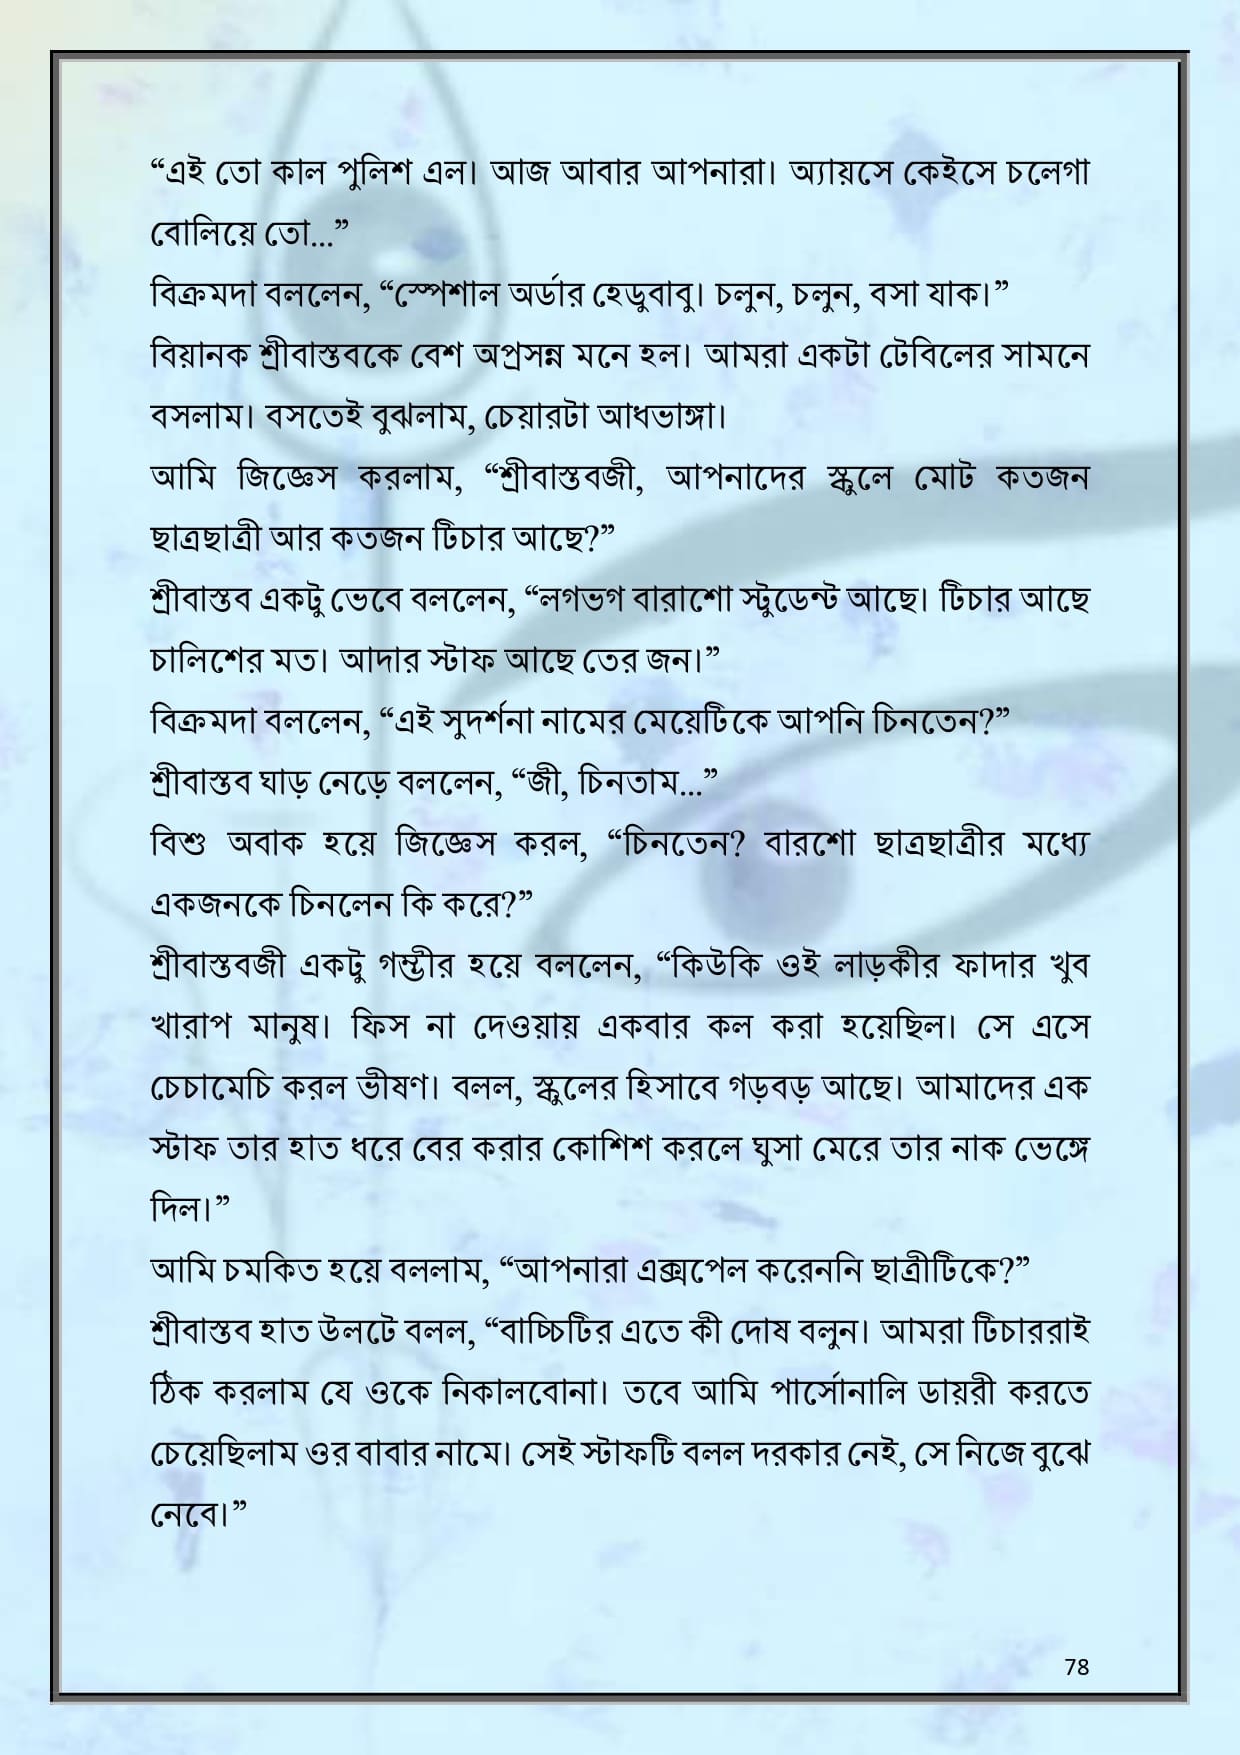 “এই তো কাল পুলিশ এল। আজ আবার আপনারা। অ্যায়সে কেইসে চলেগা
বোলিয়ে তো...”
বিক্রমদা বললেন, “স্পেশাল অর্ডার হেডুবাবু। চলুন, চলুন, বসা যাক।”
বিয়ানক শ্রীবাস্তবকে বেশ অপ্রসন্ন মনে হল। আমরা একটা টেবিলের সামনে
বসলাম। বসতেই বুঝলাম, চেয়ারটা আধভাঙ্গা।
আমি জিজ্ঞেস করলাম, “শ্রীবাস্তবজী, আপনাদের স্কুলে মোট কতজন
ছাত্রছাত্রী আর কতজন টিচার আছে?”
শ্রীবাস্তব একটু ভেবে বললেন, “লগভগ বারাশো স্টুডেন্ট আছে। টিচার আছে
চালিশের মত। আদার স্টাফ আছে তের জন।”
বিক্রমদা বললেন, “এই সুদর্শনা নামের মেয়েটিকে আপনি চিনতেন?”
শ্রীবাস্তব ঘাড় নেড়ে বললেন, “জী, চিনতাম...”
বিশু অবাক হয়ে জিজ্ঞেস করল, “চিনতেন? বারশো ছাত্রছাত্রীর মধ্যে
একজনকে চিনলেন কি করে?”
শ্রীবাস্তবজী একটু গম্ভীর হয়ে বললেন, “কিউকি ওই লাড়কীর ফাদার খুব
খারাপ মানুষ। ফিস না দেওয়ায় একবার কল করা হয়েছিল। সে এসে
চেচামেচি করল ভীষণ। বলল, স্কুলের হিসাবে গড়বড় আছে। আমাদের এক
স্টাফ তার হাত ধরে বের করার কোশিশ করলে ঘুসা মেরে তার নাক ভেঙ্গে
দিল।”
আমি চমকিত হয়ে বললাম, “আপনারা এক্সপেল করেননি ছাত্রীটিকে?”
শ্রীবাস্তব হাত উলটে বলল, “বাচ্চিটির এতে কী দোষ বলুন। আমরা টিচাররাই
ঠিক করলাম যে ওকে নিকালবোনা। তবে আমি পার্সোনালি ডায়রী করতে
চেয়েছিলাম ওর বাবার নামে। সেই স্টাফটি বলল দরকার নেই, সে নিজে বুঝে
নেবে।”
78